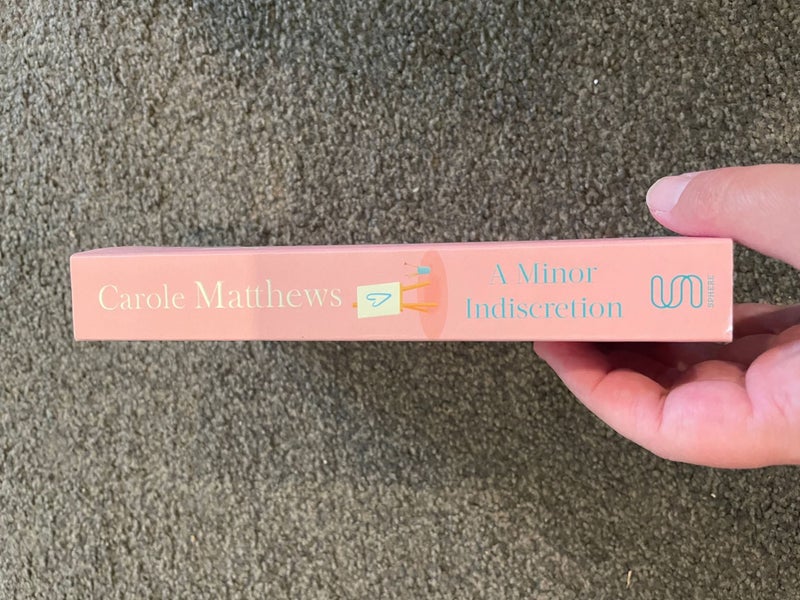 Carole Matthews
A Minor
Indiscretion
SPHERE